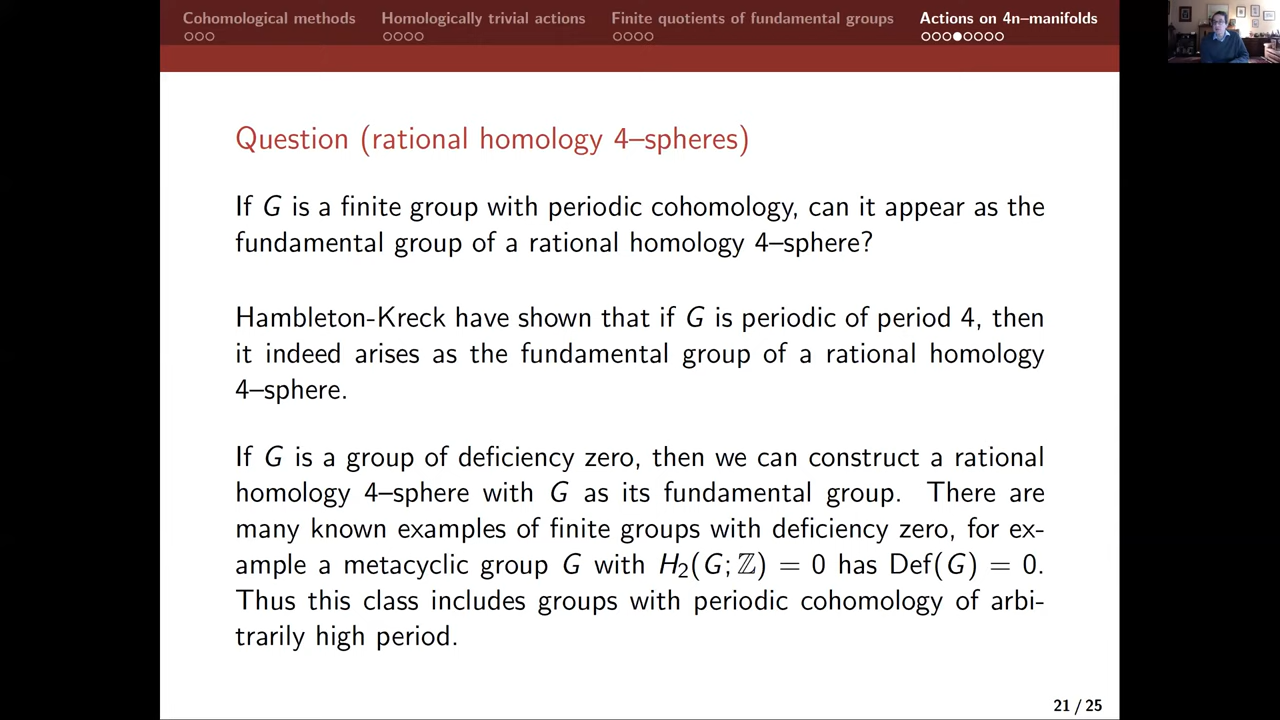 Cohomological methods Homologically trivial actions Finite quotients of fundamental groups Actions on 4n–manifolds
Question (rational homology 4–spheres)
If G is a finite group with periodic cohomology, can it appear as the
fundamental group of a rational homology 4–sphere?
Hambleton-Kreck have shown that if G is periodic of period 4, then
it indeed arises as the fundamental group of a rational homology
4–sphere.
If G is a group of deficiency zero, then we can construct a rational
homology 4–sphere with G as its fundamental group. There are
many known examples of finite groups with deficiency zero, for ex-
ample a metacyclic group G with H₂(G; ℤ) = 0 has Def(G) = 0.
Thus this class includes groups with periodic cohomology of arbi-
trarily high period.
21 / 25